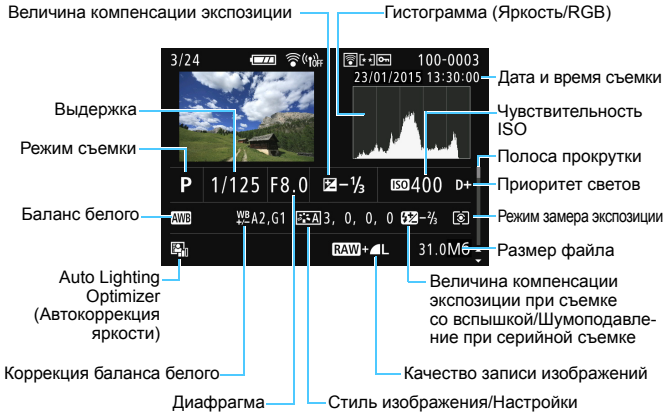 Величина компенсации экспозиции
Гистограмма (Яркость/RGB)
3/24
OFF
100-0003
23/01/2015 13:30:00
Дата и время съемки
Выдержка
Чувствительность
ISO
Режим съемки
Полоса прокрутки
P 1/125 F8.0 -1/3 ISO 400 D+
Приоритет светов
Баланс белого
AWB WB +/- A2,G1 A 3, 0, 0, 0 -2/3
Режим замера экспозиции
RAW+L 31.0Мб
Размер файла
Auto Lighting
Optimizer
(Автокоррекция
яркости)
Величина компенсации
экспозиции при съемке
со вспышкой/Шумоподавле-
ние при серийной съемке
Коррекция баланса белого
Качество записи изображений
Диафрагма
Стиль изображения/Настройки